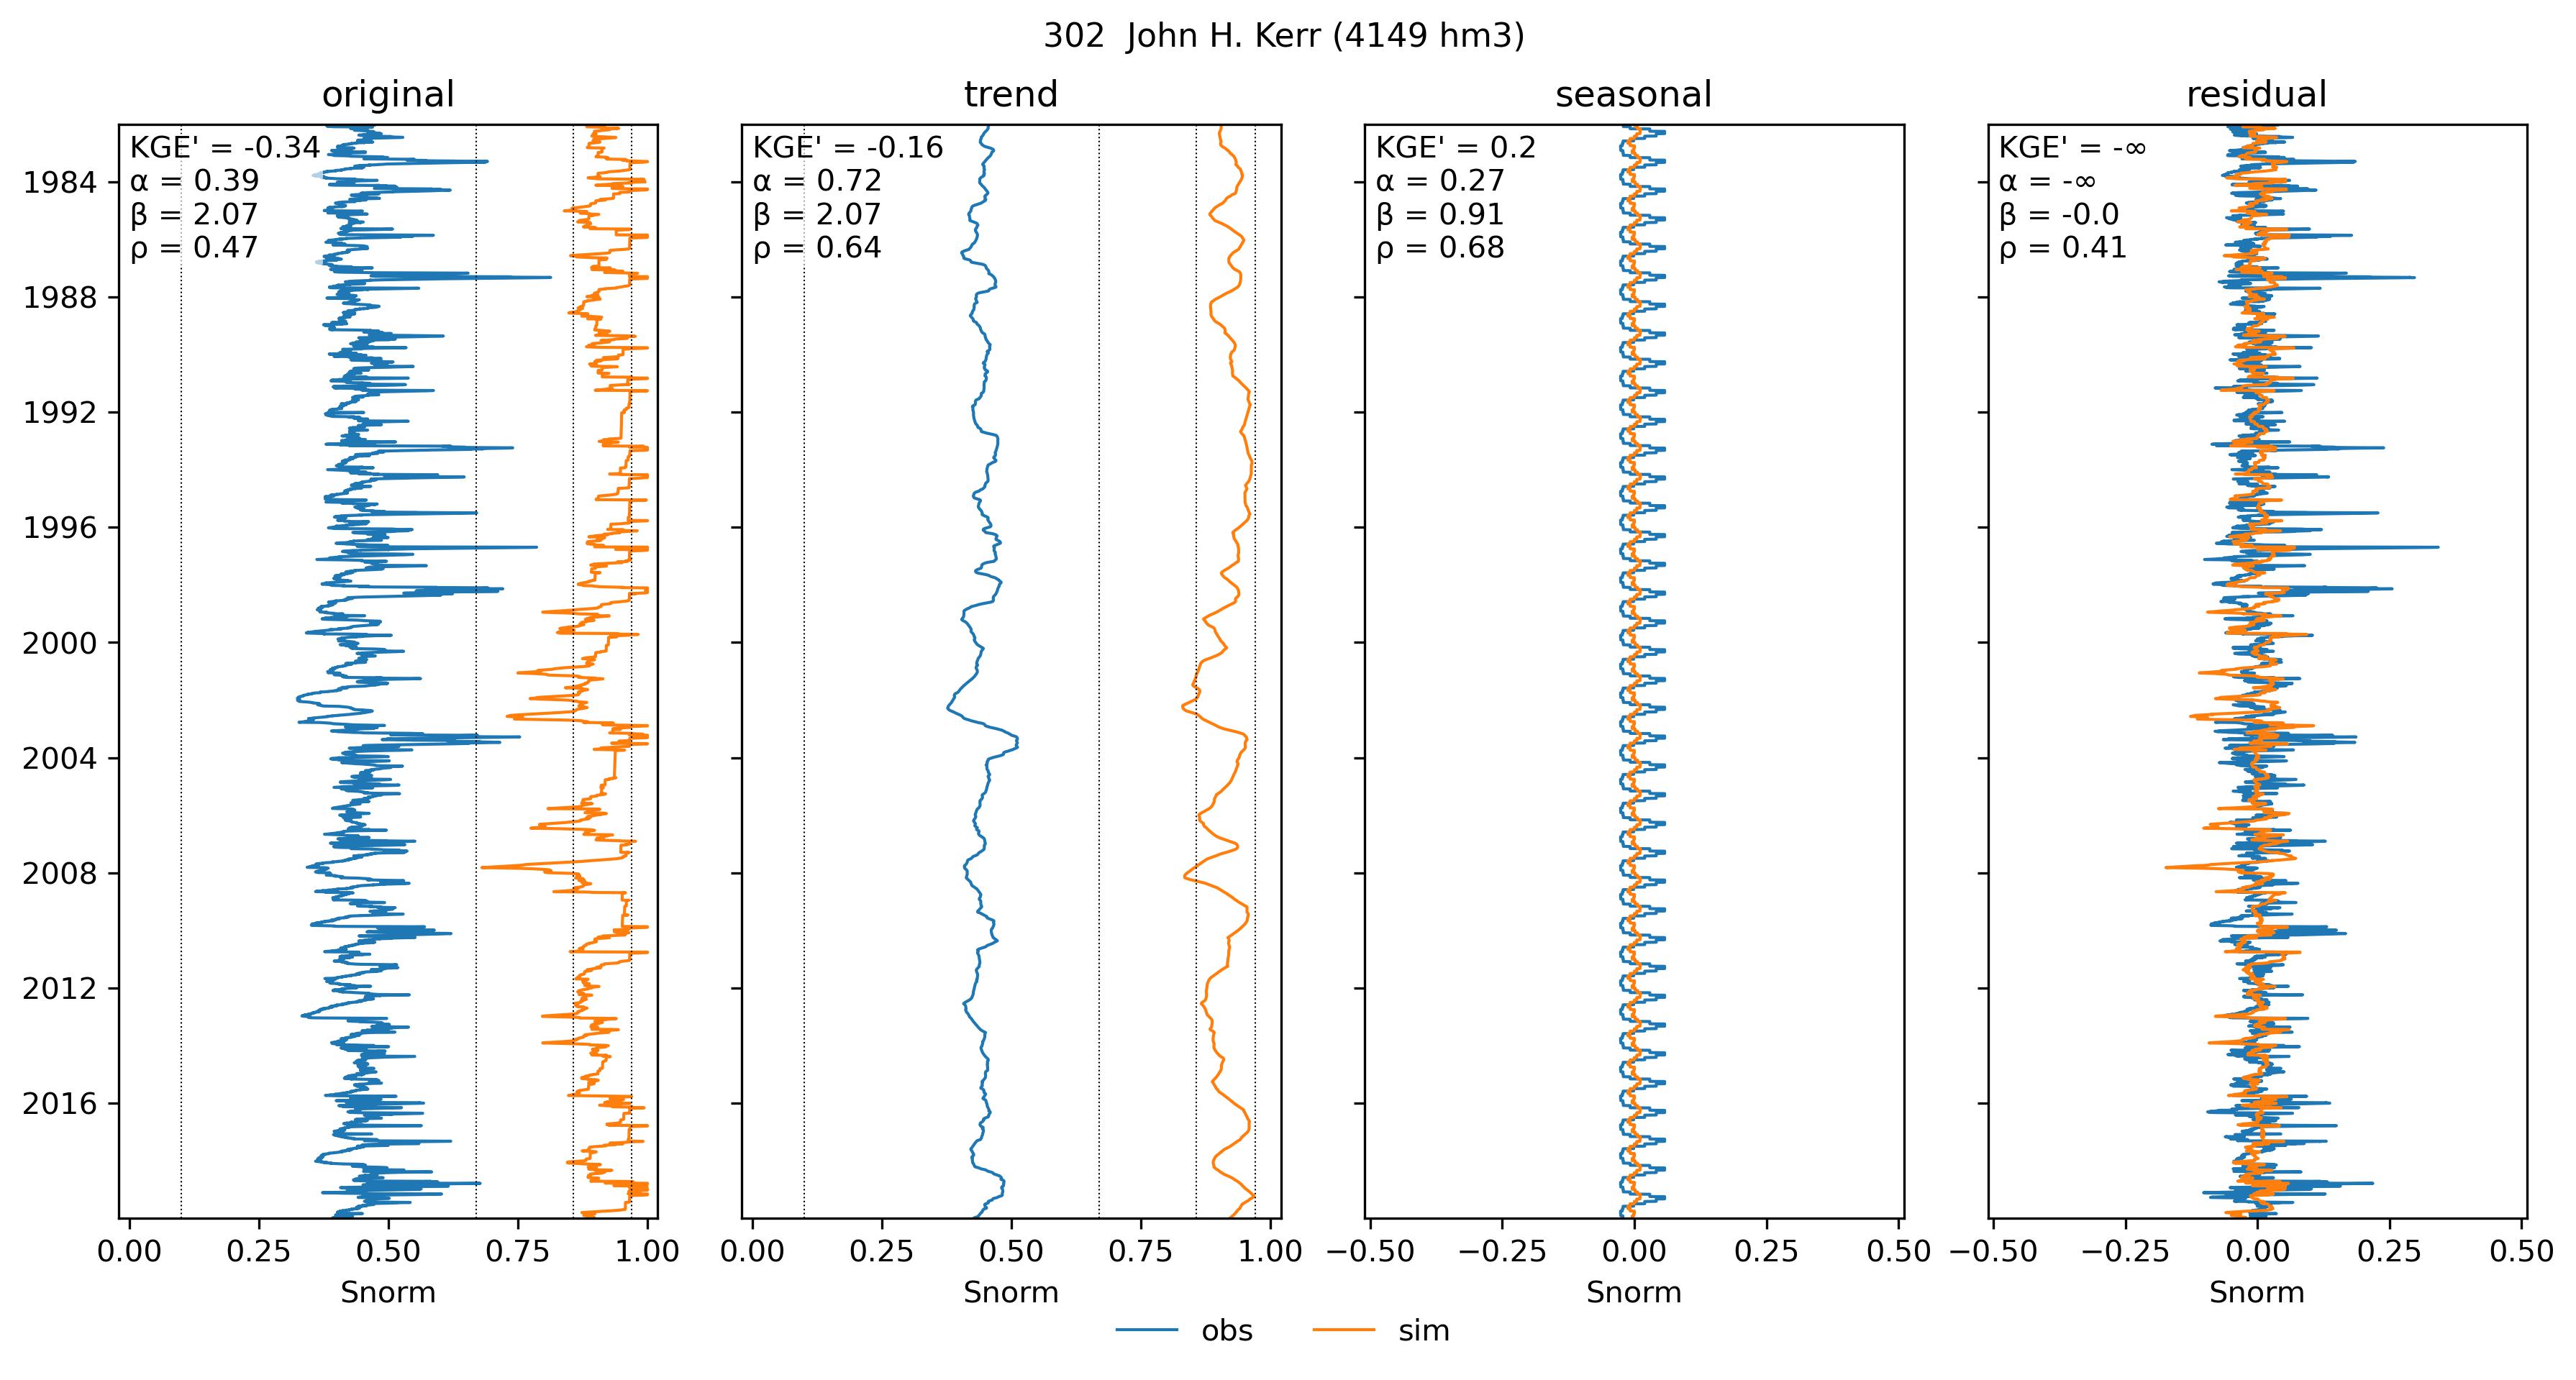 302  John H. Kerr (4149 hm3)
original
trend
seasonal
residual
KGE' = -0.34
α = 0.39
β = 2.07
ρ = 0.47
KGE' = -0.16
α = 0.72
β = 2.07
ρ = 0.64
KGE' = 0.2
α = 0.27
β = 0.91
ρ = 0.68
KGE' = -∞
α = -∞
β = -0.0
ρ = 0.41
1984
1988
1992
1996
2000
2004
2008
2012
2016
0.00 0.25 0.50 0.75 1.00
0.00 0.25 0.50 0.75 1.00
−0.50 −0.25 0.00 0.25 0.50
−0.50 −0.25 0.00 0.25 0.50
Snorm
Snorm
Snorm
Snorm
obs
sim